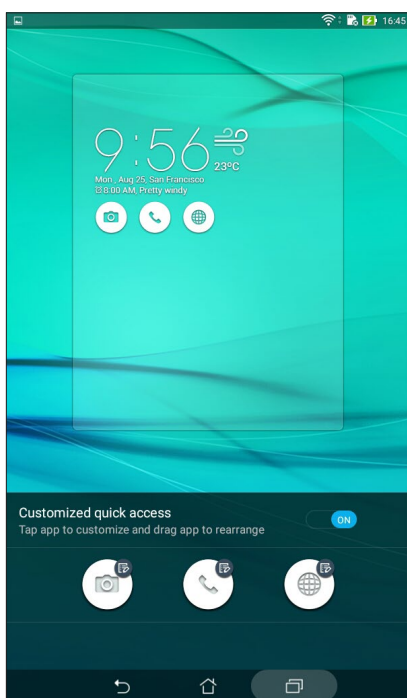 16:45
9:56
23°C
Mon , Aug 25, San Francisco
8:00 AM, Pretty windy
Customized quick access
ON
Tap app to customize and drag app to rearrange